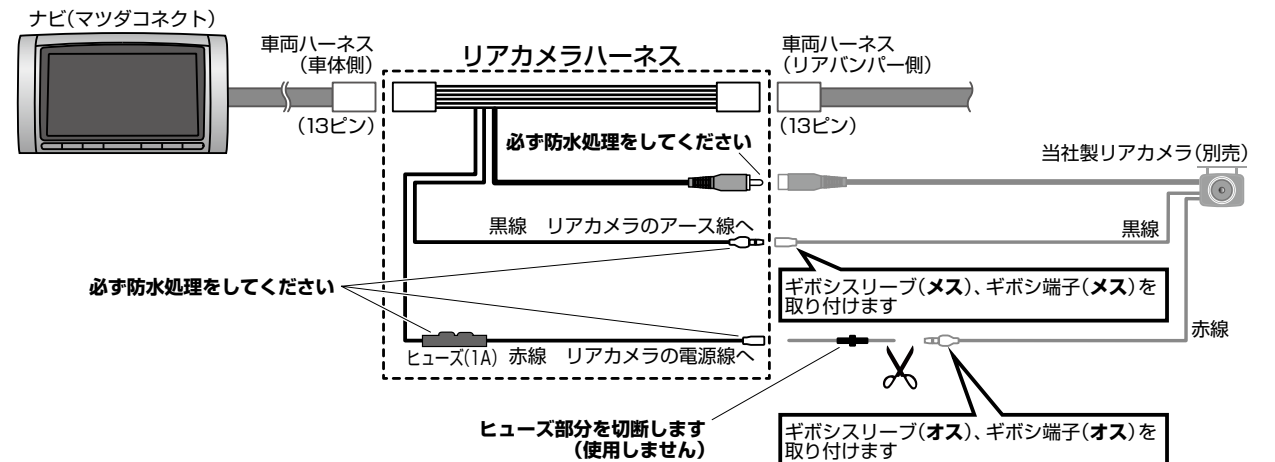 ナビ(マツダコネクト)
車両ハーネス
(車体側)
(13ピン)
リアカメラハーネス
車両ハーネス
(リアバンパー側)
(13ピン)
必ず防水処理をしてください
当社製リアカメラ(別売)
黒線 リアカメラのアース線へ
黒線
必ず防水処理をしてください
ギボシスリーブ(メス)、ギボシ端子(メス)を
取り付けます
ヒューズ(1A) 赤線 リアカメラの電源線へ
赤線
ヒューズ部分を切断します
(使用しません)
ギボシスリーブ(オス)、ギボシ端子(オス)を
取り付けます